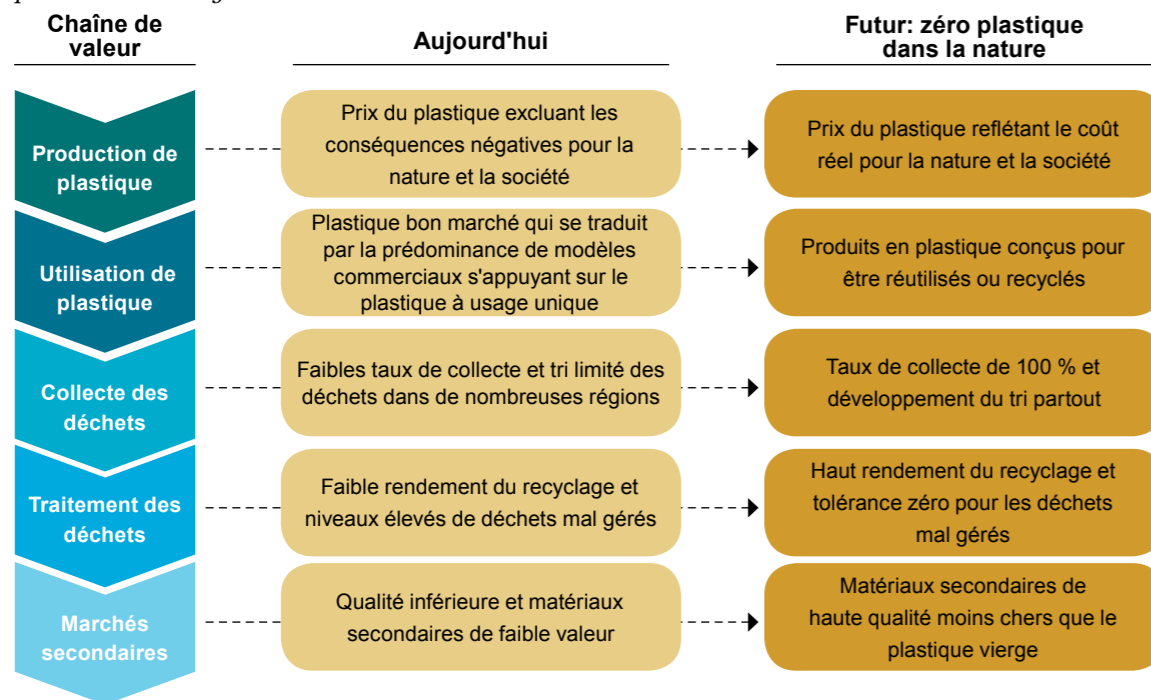 Chaîne de
valeur
Aujourd'hui
Futur: zéro plastique
dans la nature
Production de
plastique
Prix du plastique excluant les
conséquences négatives pour la
nature et la société
Prix du plastique reflétant le coût
réel pour la nature et la société
Utilisation de
plastique
Plastique bon marché qui se traduit
par la prédominance de modèles
commerciaux s'appuyant sur le
plastique à usage unique
Produits en plastique conçus pour
être réutilisés ou recyclés
Collecte des
déchets
Faibles taux de collecte et tri limité des
déchets dans de nombreuses régions
Taux de collecte de 100 % et
développement du tri partout
Traitement des
déchets
Faible rendement du recyclage et
niveaux élevés de déchets mal gérés
Haut rendement du recyclage et
tolérance zéro pour les déchets
mal gérés
Marchés
secondaires
Qualité inférieure et matériaux
secondaires de faible valeur
Matériaux secondaires de
haute qualité moins chers que le
plastique vierge